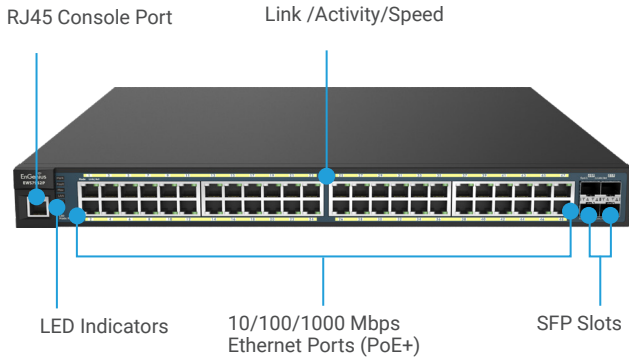 RJ45 Console Port
Link /Activity/Speed
EnGenius
LED Indicators
10/100/1000 Mbps
Ethernet Ports (PoE+)
SFP Slots